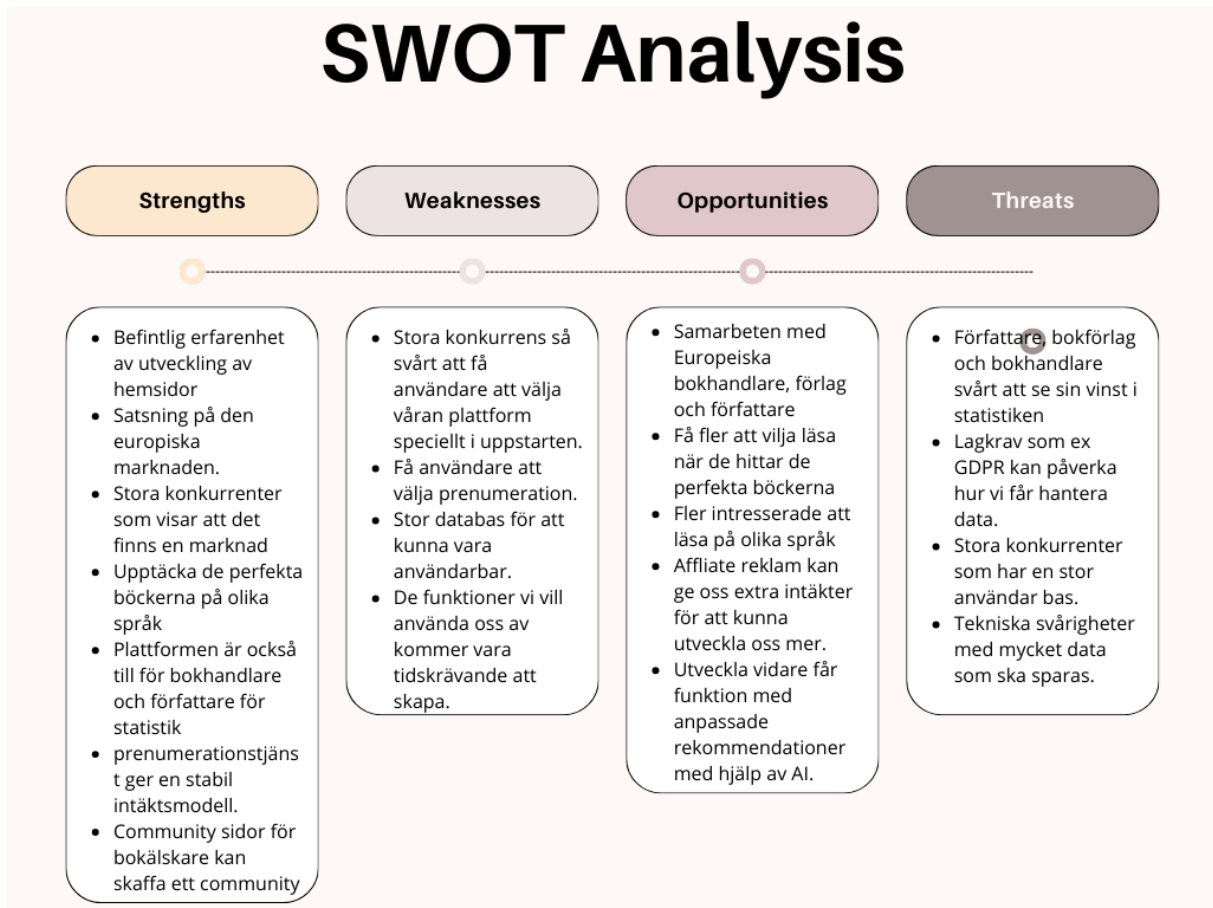 SWOT Analysis
Strengths
Weaknesses
Opportunities
Threats
Befintlig erfarenhet
av utveckling av
hemsidor
Satsning på den
europiska
marknaden.
Stora konkurrenter
som visar att det
finns en marknad
Upptäcka de perfekta
böckerna på olika
språk
Plattformen är också
till för bokhandlare
och författare för
statistik
prenumerationstjäns
t ger en stabil
intäktsmodell.
Community sidor för
bokälskare kan
skaffa ett community
Stora konkurrens så
svårt att få
användare att välja
våran plattform
speciellt i uppstarten.
Få användare att
välja prenumeration.
Stor databas för att
kunna vara
användarbar.
De funktioner vi vill
använda oss av
kommer vara
tidskrävande att
skapa.
Samarbeten med
Europeiska
bokhandlare, förlag
och författare
Få fler att vilja läsa
när de hittar de
perfekta böckerna
Fler intresserade att
läsa på olika språk
Affliate reklam kan
ge oss extra intäkter
för att kunna
utveckla oss mer.
Utveckla vidare får
funktion med
anpassade
rekommendationer
med hjälp av AI.
Författare, bokförlag
och bokhandlare
svårt att se sin vinst i
statistiken
Lagkrav som ex
GDPR kan påverka
hur vi får hantera
data.
Stora konkurrenter
som har en stor
användar bas.
Tekniska svårigheter
med mycket data
som ska sparas.